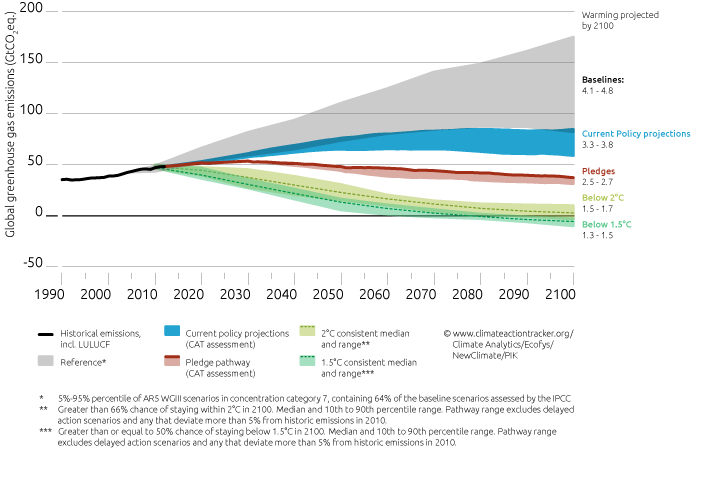 Global greenhouse gas emissions (GtCO2eq.)
200
150
100
50
0
-50
1990 2000 2010 2020 2030 2040 2050 2060 2070 2080 2090 2100
Warming projected
by 2100
Baselines:
4.1 - 4.8
Current Policy projections
3.3 - 3.8
Pledges
2.5 - 2.7
Below 2°C
1.5 - 1.7
Below 1.5°C
1.3 - 1.5
Historical emissions,
incl. LULUCF
Reference*
Current policy projections
(CAT assessment)
Pledge pathway
(CAT assessment)
2°C consistent median
and range**
1.5°C consistent median
and range***
© www.climateactiontracker.org/
Climate Analytics/Ecofys/
NewClimate/PIK
* 5%-95% percentile of AR5 WGIII scenarios in concentration category 7, containing 64% of the baseline scenarios assessed by the IPCC
** Greater than 66% chance of staying within 2°C in 2100. Median and 10th to 90th percentile range. Pathway range excludes delayed
action scenarios and any that deviate more than 5% from historic emissions in 2010.
*** Greater than or equal to 50% chance of staying below 1.5°C in 2100. Median and 10th to 90th percentile range. Pathway range
excludes delayed action scenarios and any that deviate more than 5% from historic emissions in 2010.